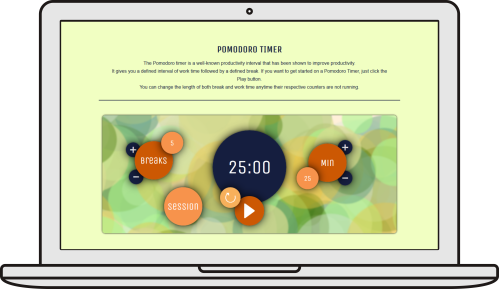 POMODORO TIMER
The Pomodoro timer is a well-known productivity interval that has been shown to improve productivity
It gives you a defined interval of work time followed by a defined break. If you want to get started on a Pomodoro Timer, just click the
Play button.
You can change the length of both break and work time anytime their respective counters are not running.
5
+
Breaks
-
25:00
+
Min
-
25
Session